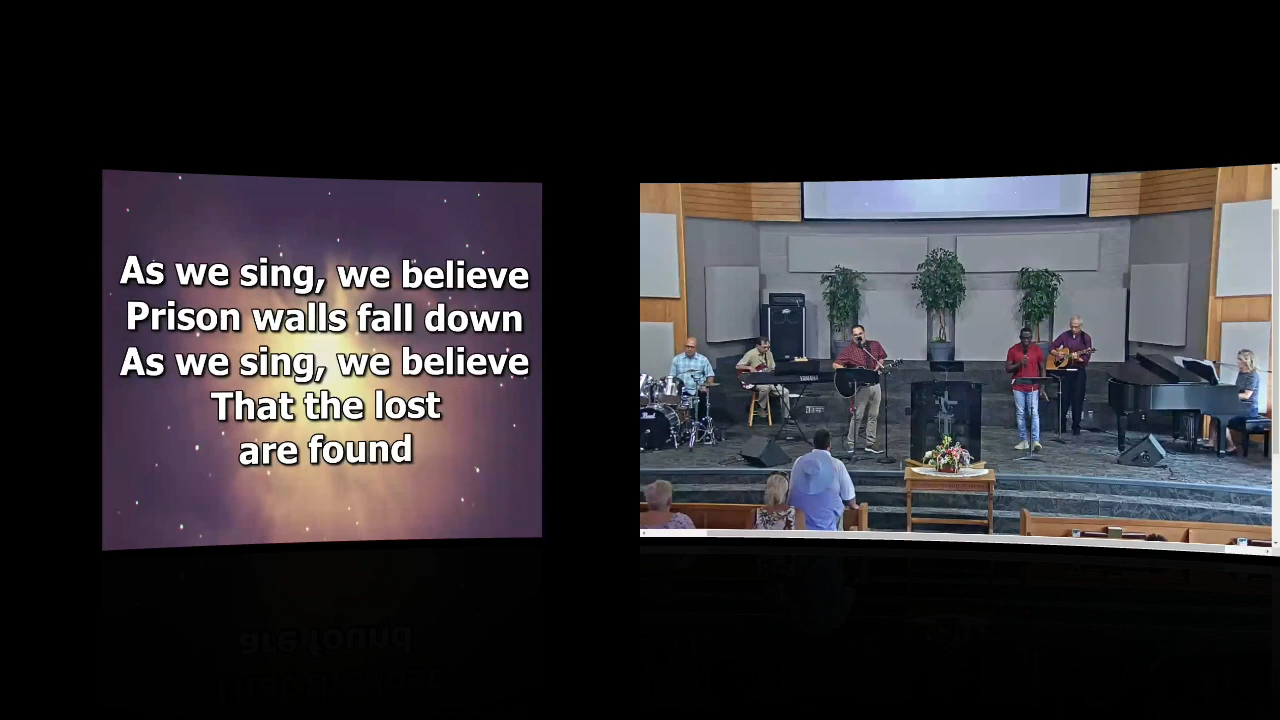 As we sing, we believe
Prison walls fall down
As we sing, we believe
That the lost
are found
YAMAHA